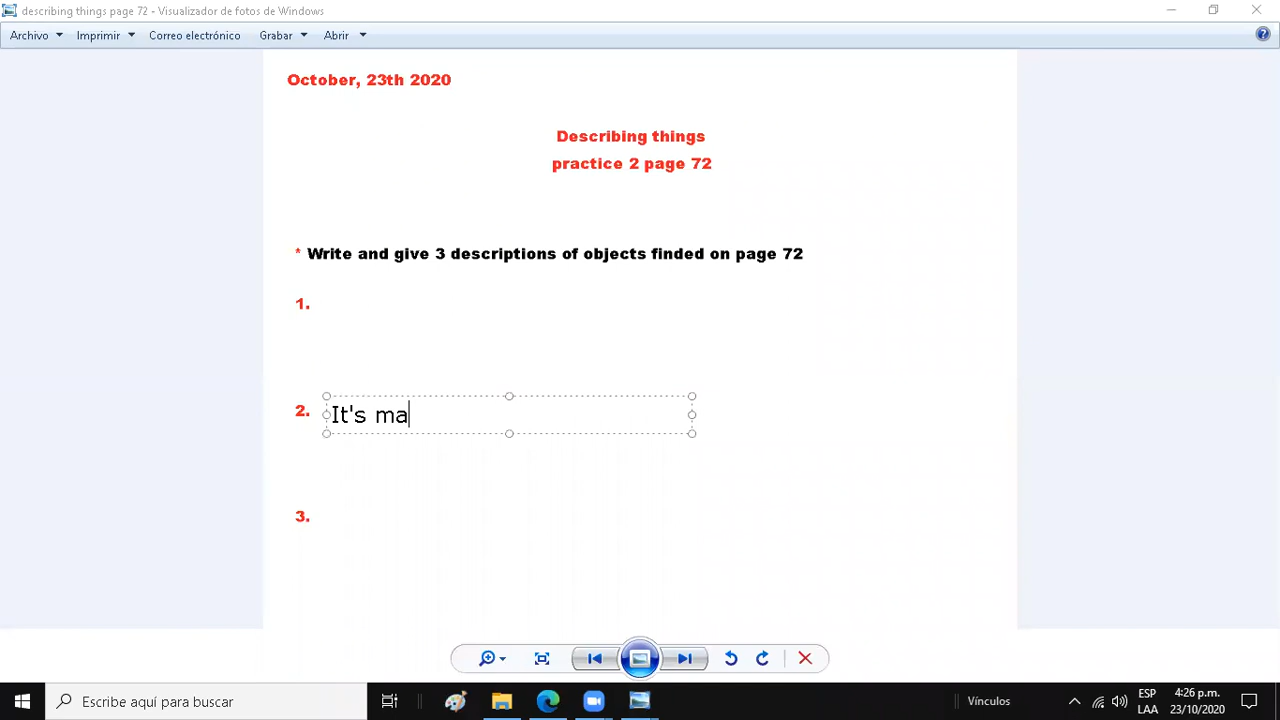 describing things page 72 - Visualizador de fotos de Windows
Archivo Imprimir Correo electrónico Grabar Abrir
October, 23th 2020
Describing things
practice 2 page 72
* Write and give 3 descriptions of objects finded on page 72
1.
2. It's ma
3.
Escribe aquí para buscar Vínculos ESP LAA 4:26 p.m. 23/10/2020